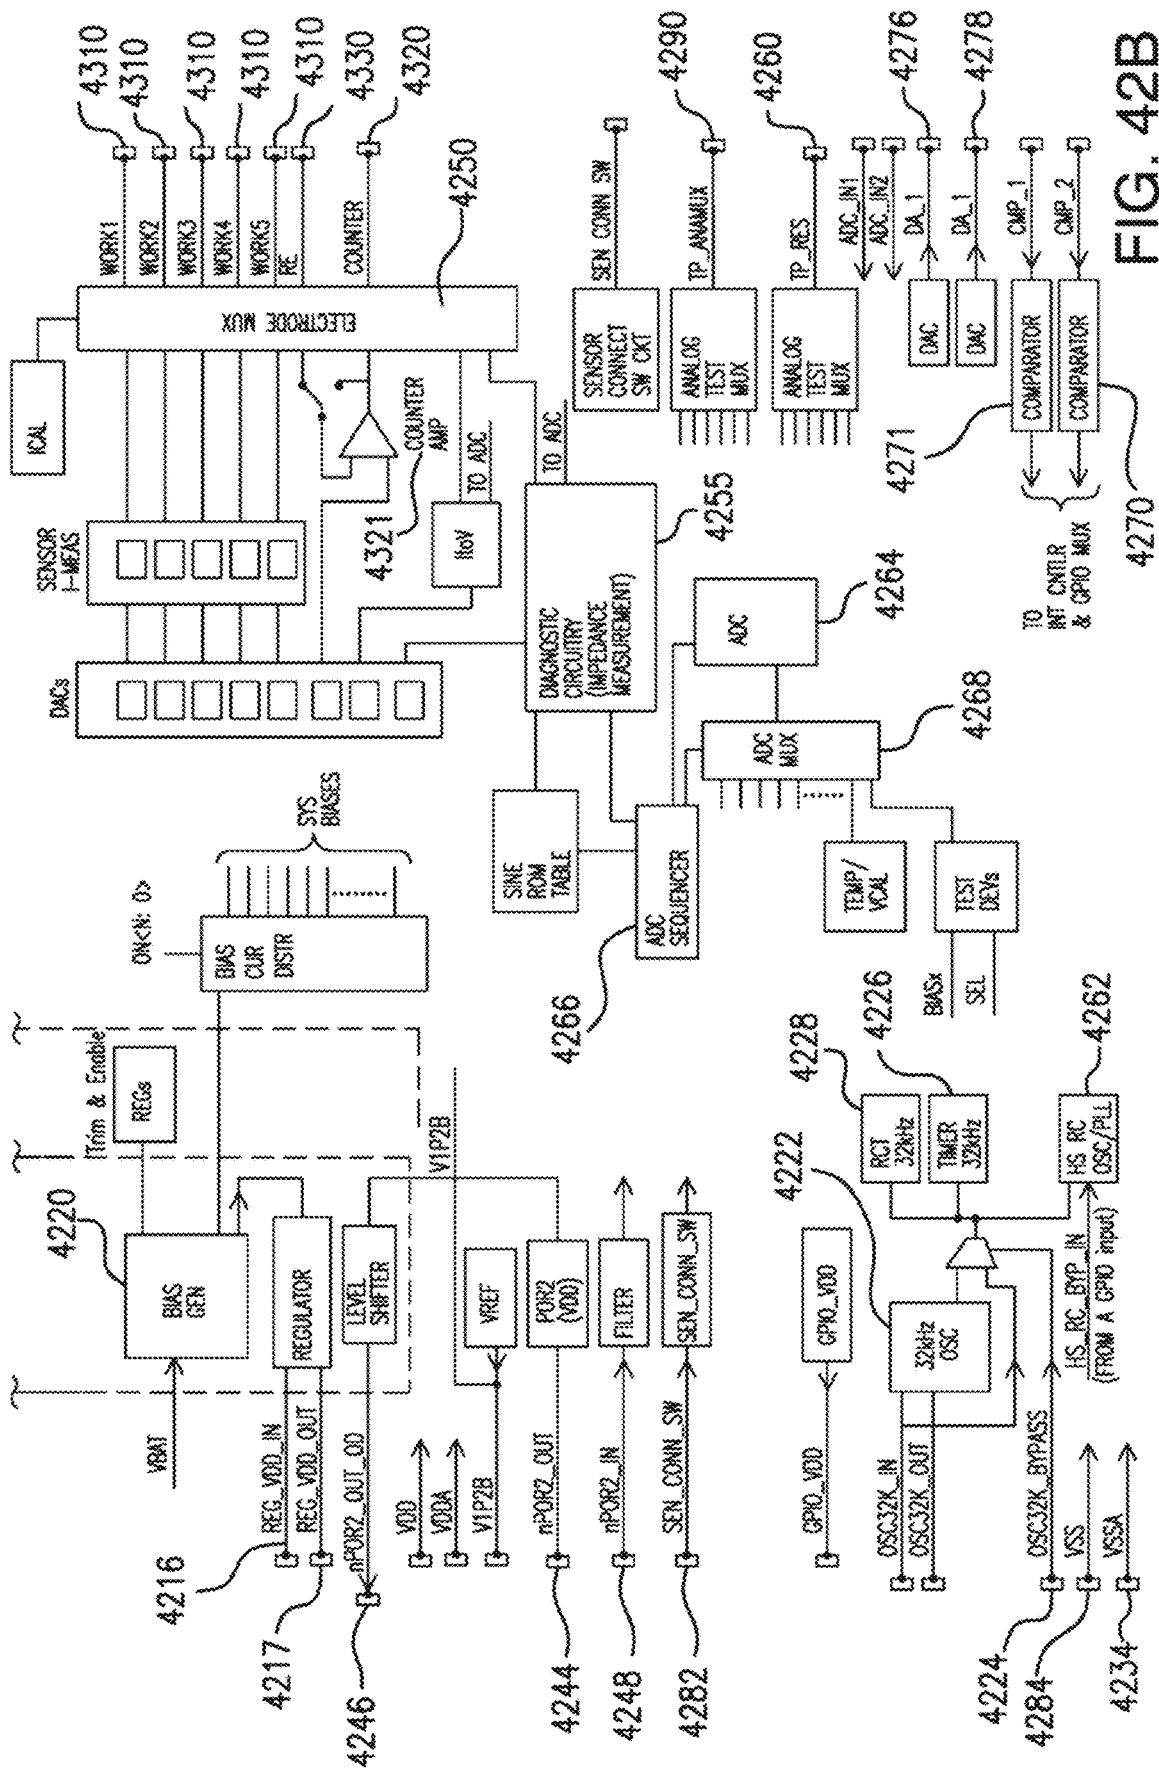 4310
4310
4310
4310
4310
4330
4320
WORK1
WORK2
WORK3
WORK4
WORK5
RE
COUNTER
4250
ICAL
ELECTRODE MUX
SENSOR
I-MEAS
DACs
4321
COUNTER
AMP
ItoV
TO ADC
TO ADC
SEN CONN SW
SENSOR
CONNECT
SW CKT
4290
TP_ANAMUX
ANALOG
TEST
MUX
4260
TP_RES
ANALOG
TEST
MUX
ADC_IN1
ADC_IN2
4276
DA_1
DAC
4278
DA_1
DAC
CMP_1
CMP_2
COMPARATOR
COMPARATOR
4271
4270
TO
INT CNTLR
& GPIO MUX
DIAGNOSTIC
CIRCUITRY
(IMPEDANCE
MEASUREMENT)
4255
ADC
4264
ADC
MUX
4268
SINE
ROM
TABLE
ADC
SEQUENCER
4266
TEMP/
VCAL
TEST
DEVs
BIASx
SEL
ON<N: 0>
BIAS
CUR
DISTR
SYS
BIASES
Trim & Enable
REGs
4220
BIAS
GEN
VBAT
REGULATOR
REG_VDD_IN
REG_VDD_OUT
4216
4217
LEVEL
SHIFTER
nPOR2_OUT_OD
4246
V1P2B
VDD
VDDA
V1P2B
VREF
POR2
(VDD)
nPOR2_OUT
4244
FILTER
nPOR2_IN
4248
SEN_CONN_SW
SEN_CONN_SW
4282
GPIO_VDD
GPIO_VDD
4222
32kHz
OSC
OSC32K_IN
OSC32K_OUT
OSC32K_BYPASS
4228
RCT
32kHz
4226
TIMER
32kHz
4262
HS RC
OSC/PLL
HS_RC_BYP_IN
(FROM A GPIO input)
VSS
VSSA
4224
4284
4234
FIG. 42B